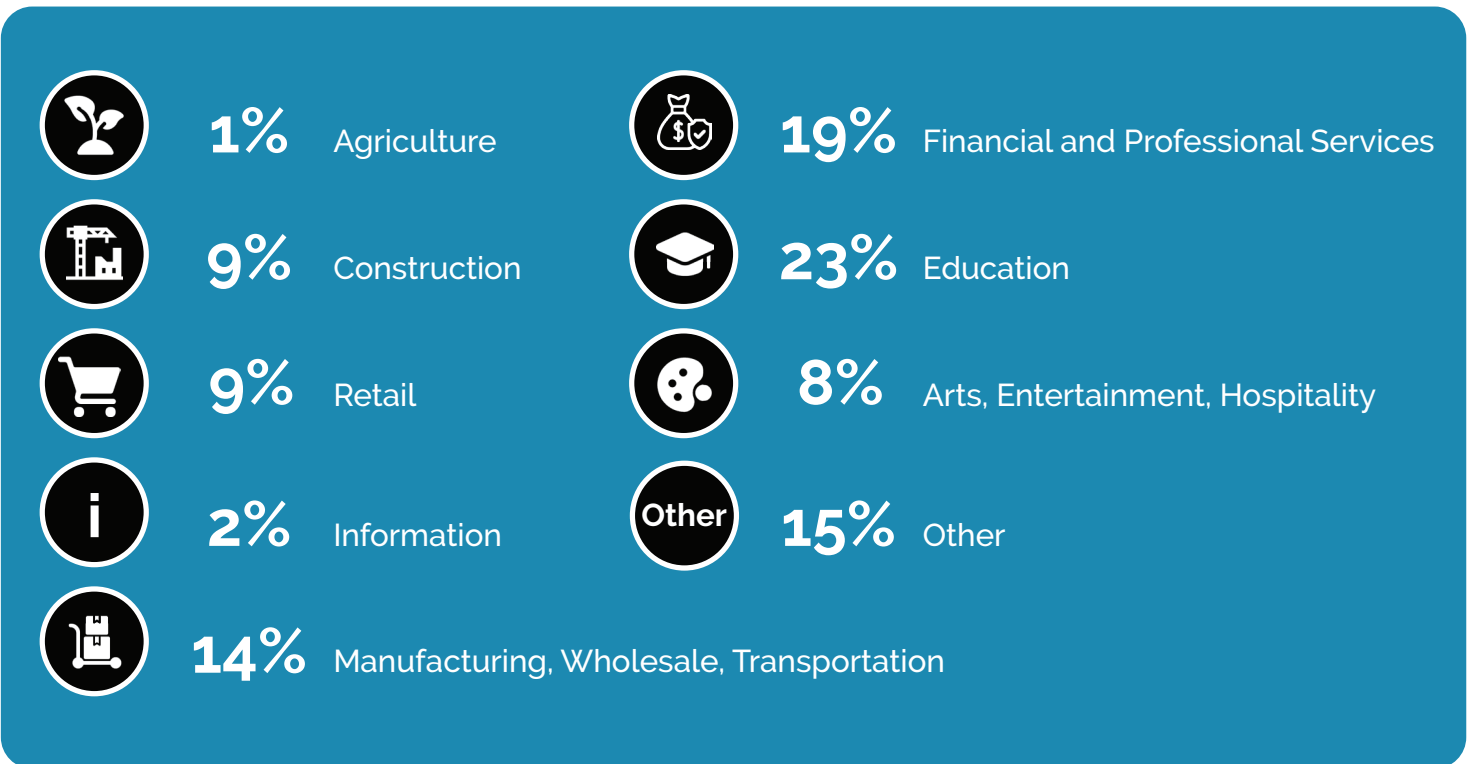 1% Agriculture
9% Construction
9% Retail
i 2% Information
14% Manufacturing, Wholesale, Transportation
19% Financial and Professional Services
23% Education
8% Arts, Entertainment, Hospitality
Other 15% Other